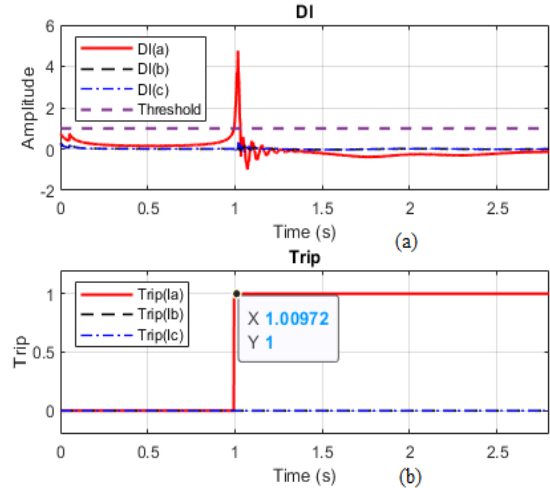 DI
6
4
2
0
-2
Amplitude
DI(a)
DI(b)
DI(c)
Threshold
0 0.5 1 1.5 2 2.5
Time (s)
(a)
Trip
1
0.5
0
Trip
Trip(Ia)
Trip(Ib)
Trip(Ic)
X 1.00972
Y 1
0 0.5 1 1.5 2 2.5
Time (s)
(b)